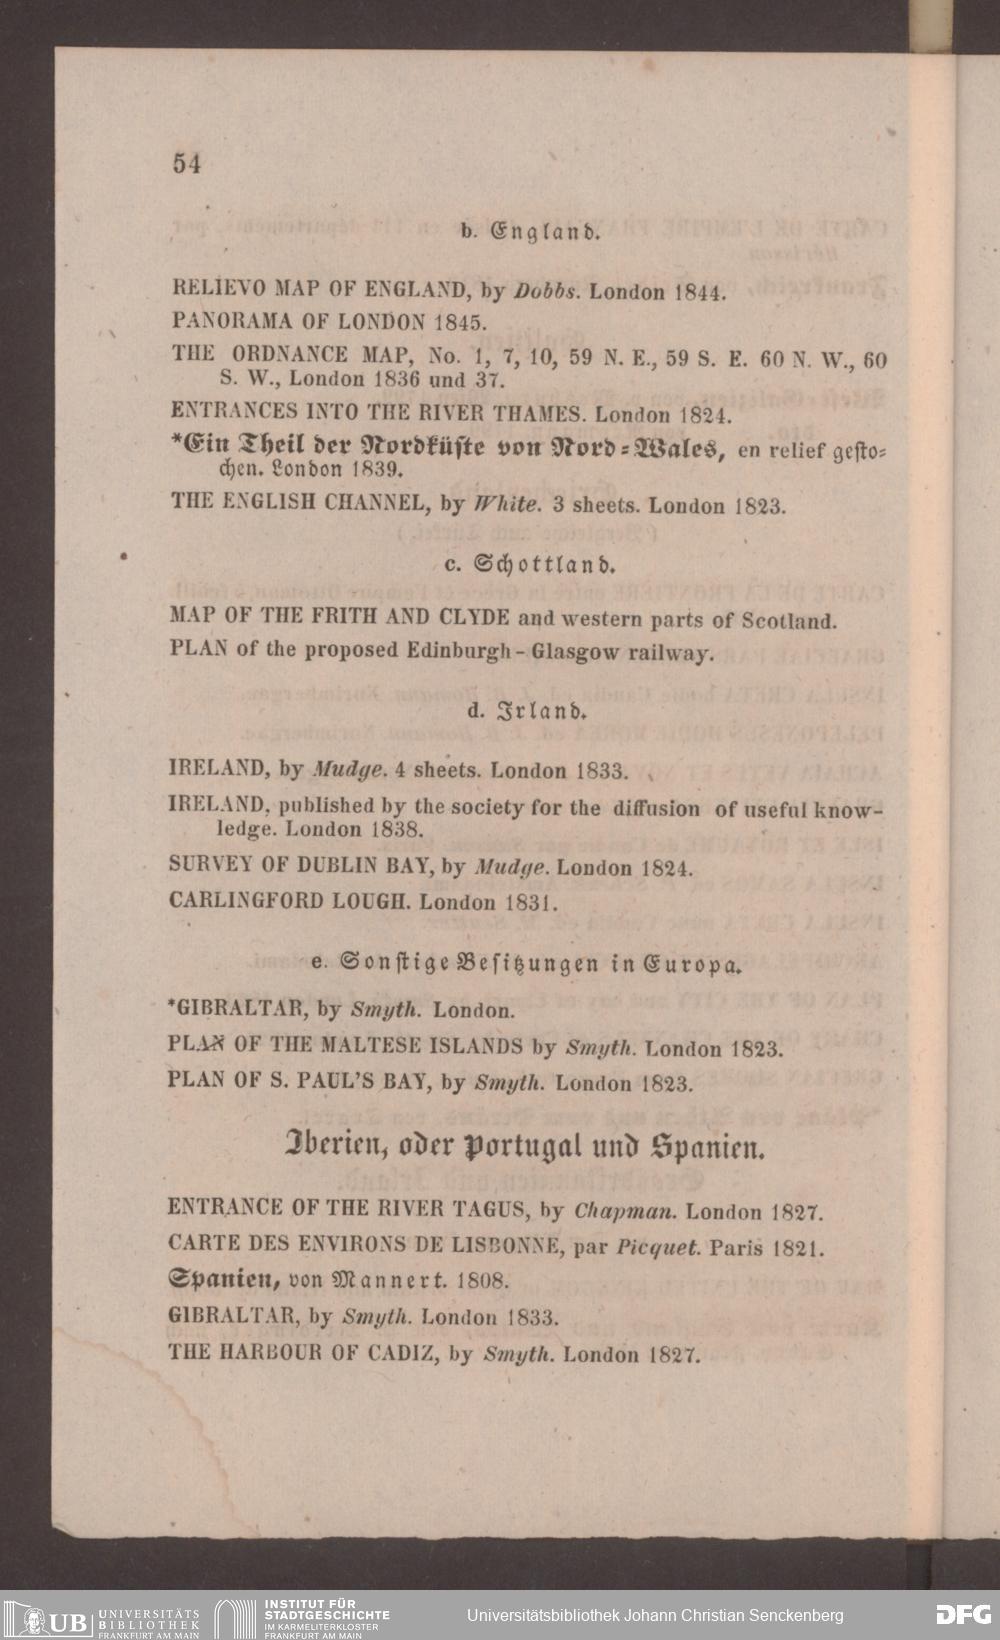 54
b. England.
RELIEVO MAP OF ENGLAND, by Dobbs. London 1844.
PANORAMA OF LONDON 1845.
THE ORDNANCE MAP, No. 1, 7, 10, 59 N. E., 59 S. E. 60 N. W., 60
S. W., London 1836 und 37.
ENTRANCES INTO THE RIVER THAMES. London 1824.
*Ein Theil der Nordküste von Nord=Wales, en relief gesto=
chen. London 1839.
THE ENGLISH CHANNEL, by White. 3 sheets. London 1823.
c. Schottland.
MAP OF THE FRITH AND CLYDE and western parts of Scotland.
PLAN of the proposed Edinburgh-Glasgow railway.
d. Irland.
IRELAND, by Mudge. 4 sheets. London 1833.
IRELAND, published by the society for the diffusion of useful know-
ledge. London 1838.
SURVEY OF DUBLIN BAY, by Mudge. London 1824.
CARLINGFORD LOUGH. London 1831.
e. Sonstige Besitzungen in Europa.
*GIBRALTAR, by Smyth. London.
PLAN OF THE MALTESE ISLANDS by Smyth. London 1823.
PLAN OF S. PAUL'S BAY, by Smyth. London 1823.
Iberien, oder Portugal und Spanien.
ENTRANCE OF THE RIVER TAGUS, by Chapman. London 1827.
CARTE DES ENVIRONS DE LISBONNE, par Picquet. Paris 1821.
Spanien, von Mannert. 1808.
GIBRALTAR, by Smyth. London 1833.
THE HARBOUR OF CADIZ, by Smyth. London 1827.
UB UNIVERSITÄTS
BIBLIOTHEK
FRANKFURT AM MAIN
INSTITUT FÜR
STADTGESCHICHTE
IM KARMELITERKLOSTER
FRANKFURT AM MAIN
Universitätsbibliothek Johann Christian Senckenberg
DFG